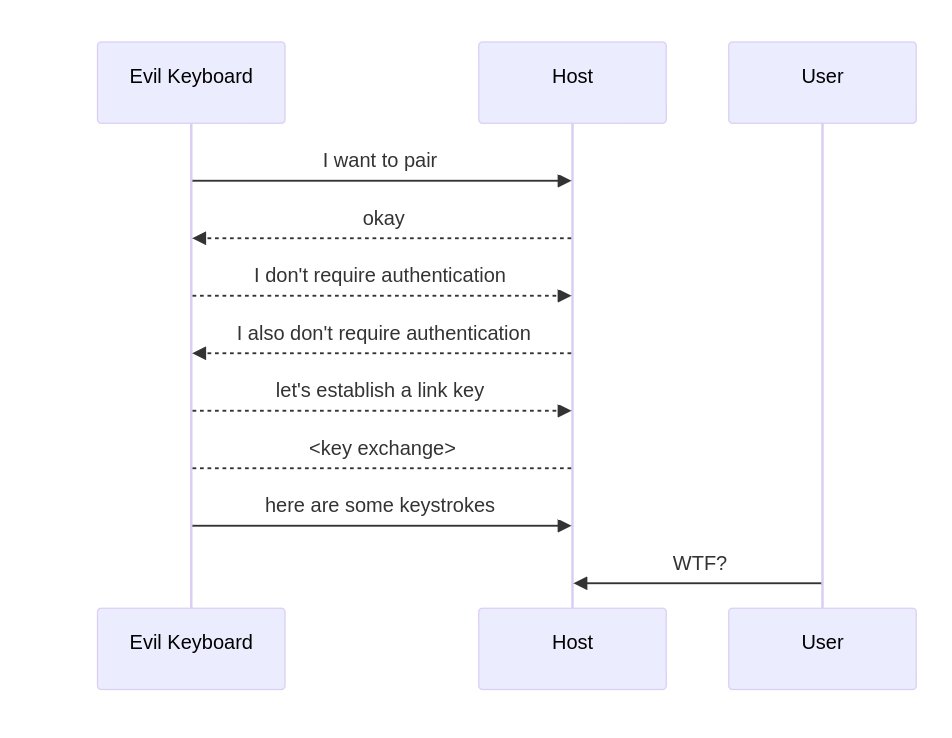 Evil Keyboard
Host
User
I want to pair
okay
I don't require authentication
I also don't require authentication
let's establish a link key
<key exchange>
here are some keystrokes
WTF?
Evil Keyboard
Host
User